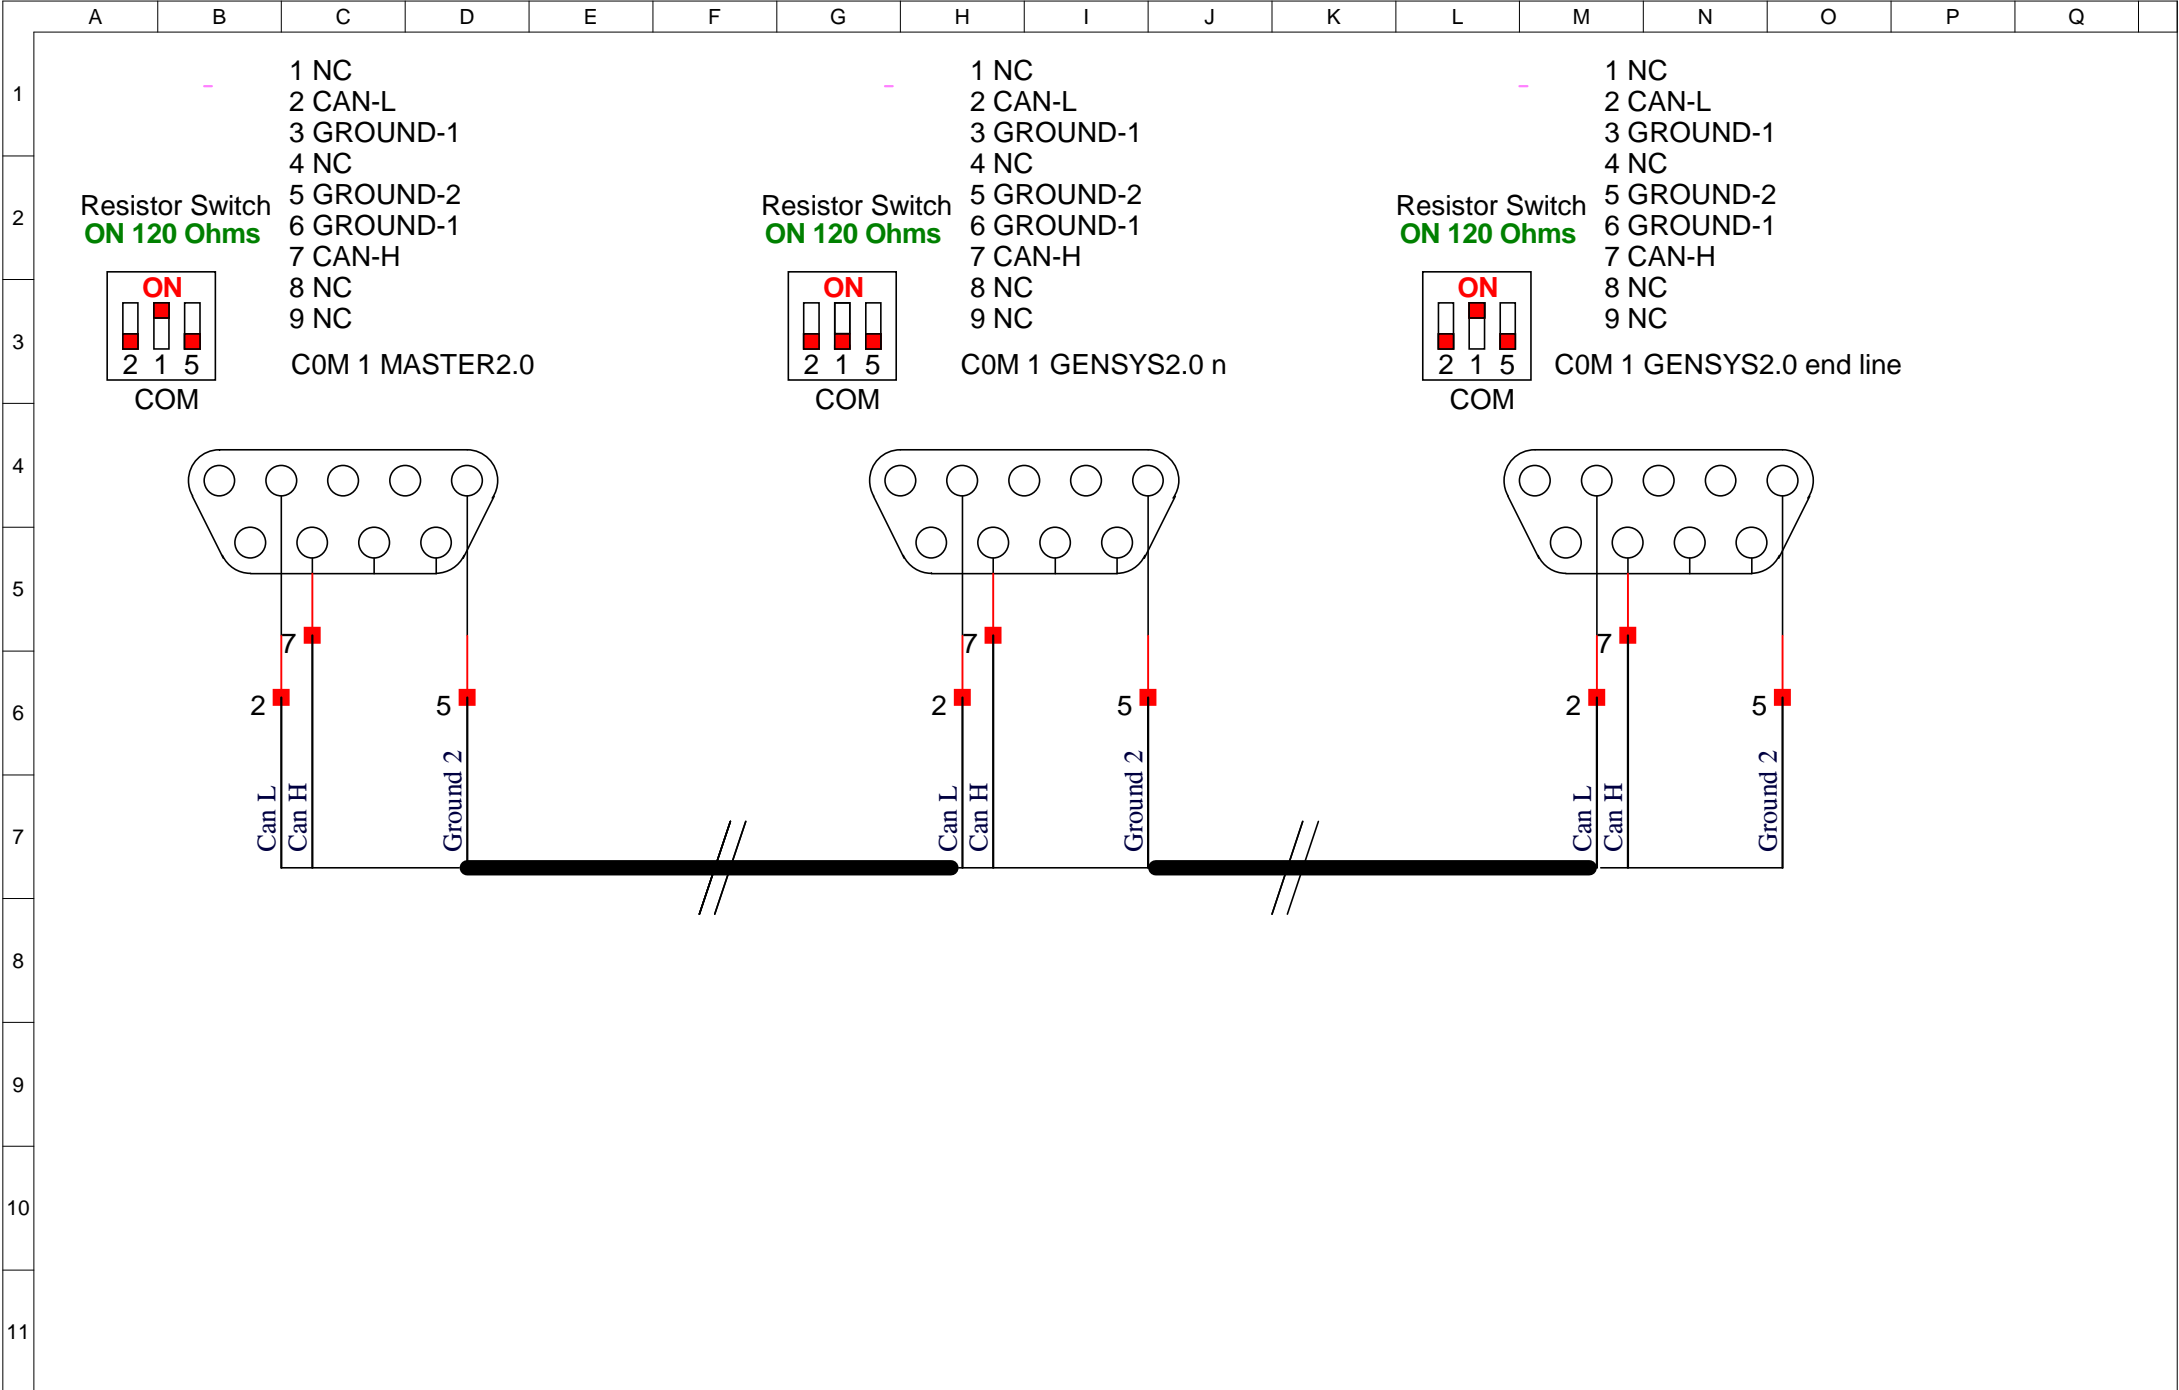 A B C D E F G H I J K L M N O P Q
1
2
3
4
5
6
7
8
9
10
11
1 NC
2 CAN-L
3 GROUND-1
4 NC
5 GROUND-2
6 GROUND-1
7 CAN-H
8 NC
9 NC
Resistor Switch
ON 120 Ohms
ON
2 1 5
COM
C0M 1 MASTER2.0
1 NC
2 CAN-L
3 GROUND-1
4 NC
5 GROUND-2
6 GROUND-1
7 CAN-H
8 NC
9 NC
Resistor Switch
ON 120 Ohms
ON
2 1 5
COM
C0M 1 GENSYS2.0 n
1 NC
2 CAN-L
3 GROUND-1
4 NC
5 GROUND-2
6 GROUND-1
7 CAN-H
8 NC
9 NC
Resistor Switch
ON 120 Ohms
ON
2 1 5
COM
C0M 1 GENSYS2.0 end line
7
2
5
Can L
Can H
Ground 2
7
2
5
Can L
Can H
Ground 2
7
2
5
Can L
Can H
Ground 2